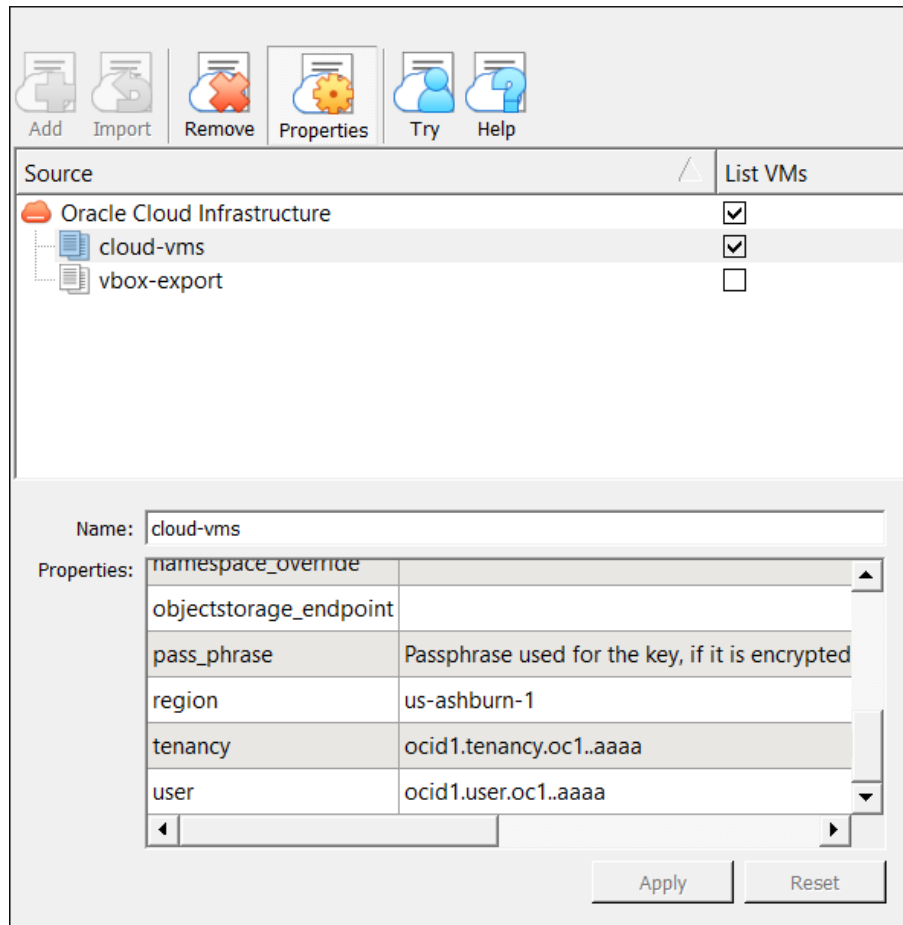 Add Import Remove Properties Try Help
Source List VMs
Oracle Cloud Infrastructure
cloud-vms
vbox-export
Name: cloud-vms
Properties: namespace_override
objectstorage_endpoint
pass_phrase Passphrase used for the key, if it is encrypted
region us-ashburn-1
tenancy ocid1.tenancy.oc1..aaaa
user ocid1.user.oc1..aaaa
Apply Reset